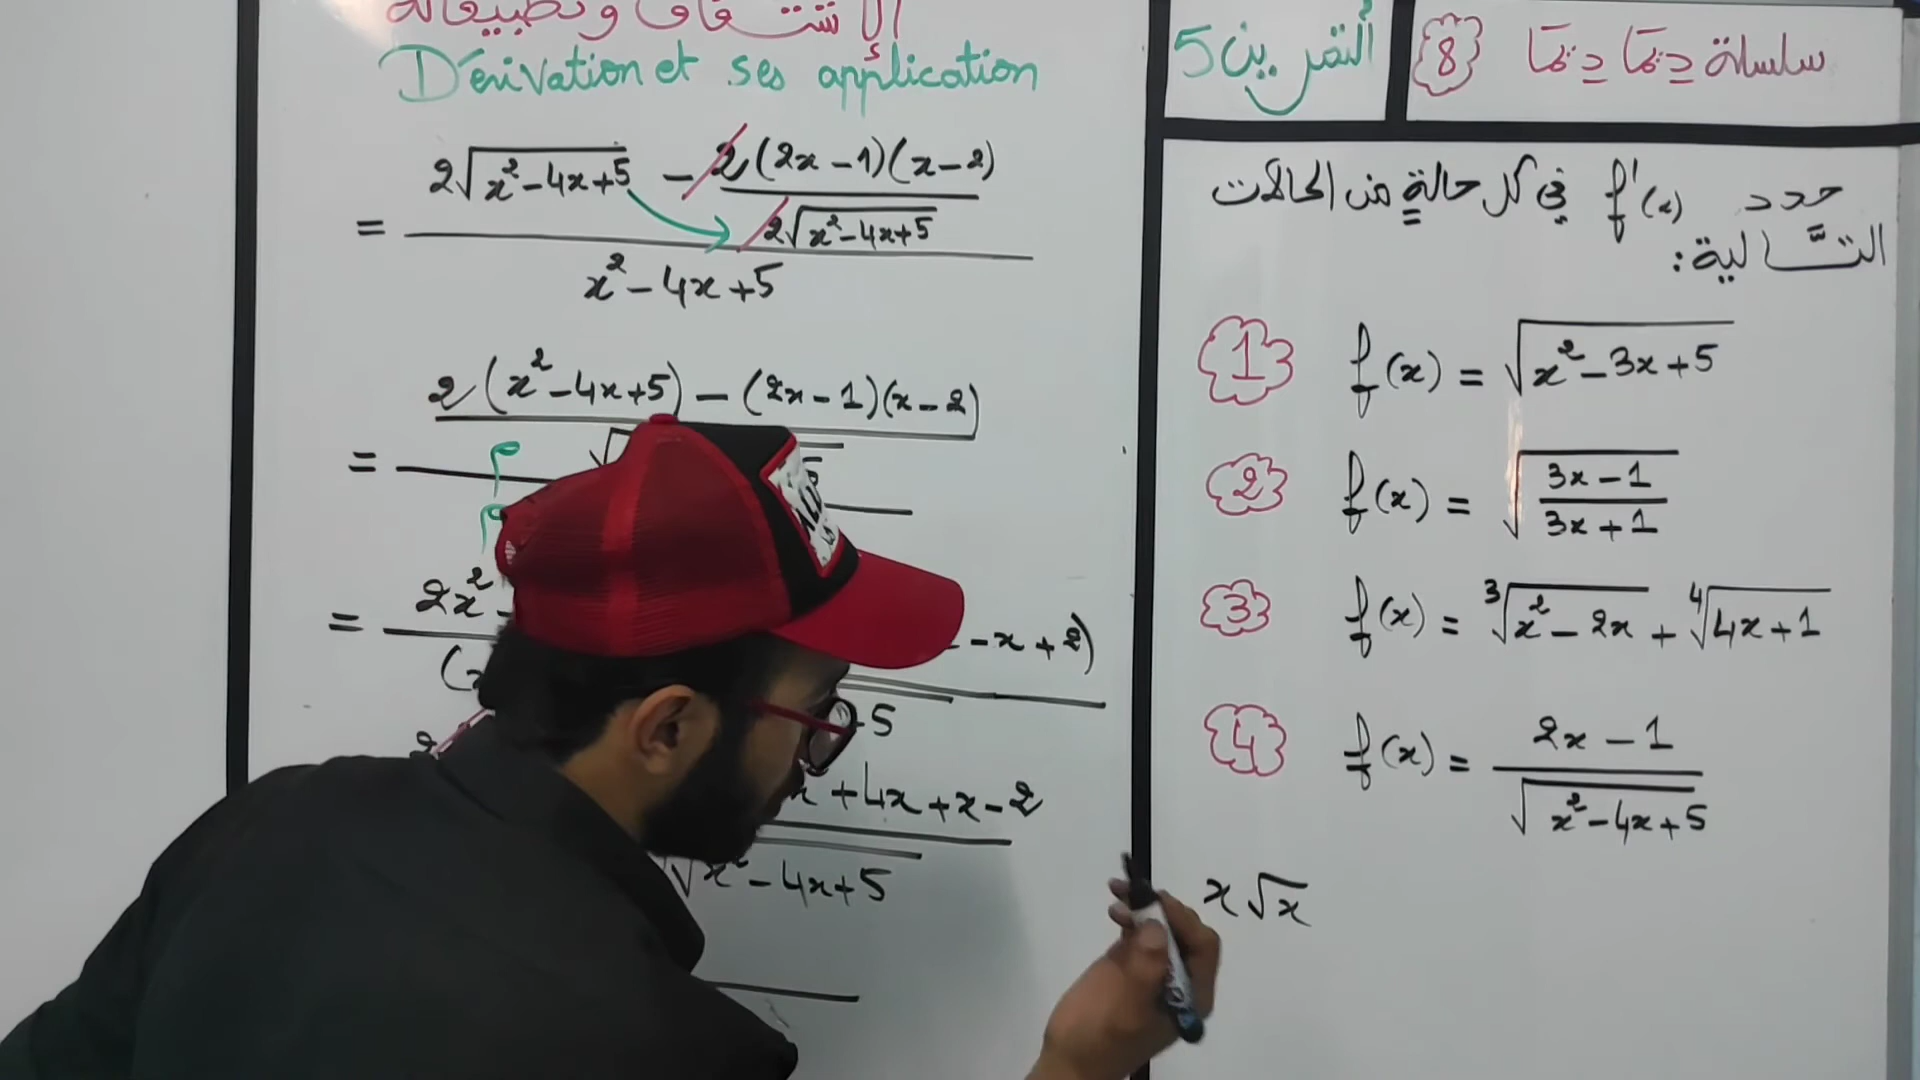 الاشتقاق وتطبيقاته
Dérivation et ses application
= (2√(x²-4x+5) - 2(2x-1)(x-2)/(2√(x²-4x+5)))/(x²-4x+5)
= 2(x²-4x+5) - (2x-1)(x-2)
= 2x² - -x+2)
-5
+4x+x-2
√x²-4x+5
سلسلة
8
التمرين 5
حدد f'(x) في كل حالة من الحالات
التالية:
1 f(x) = √(x²-3x+5)
2 f(x) = √((3x-1)/(3x+1))
3 f(x) = ³√(x²-2x) + ⁴√(4x+1)
4 f(x) = (2x-1)/√(x²-4x+5)
x√x